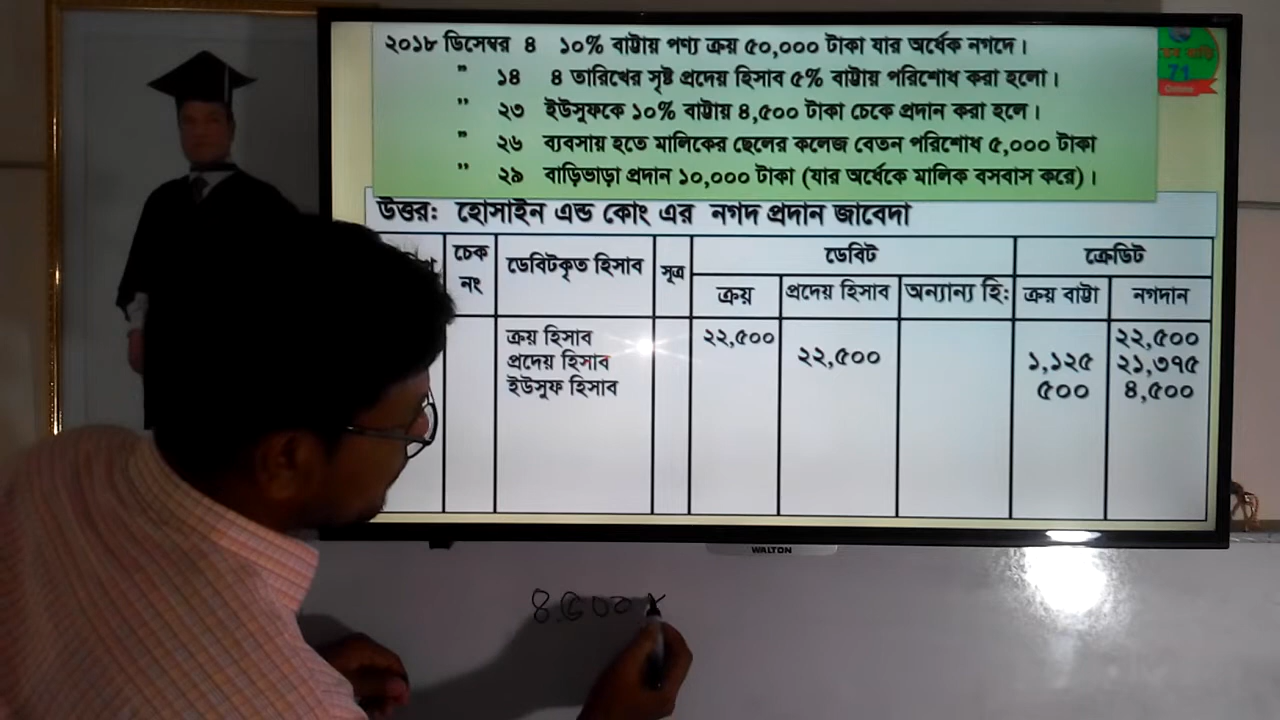 ২০১৮ ডিসেম্বর ৪ ১০% বাট্টায় পণ্য ক্রয় ৫০,০০০ টাকা যার অর্ধেক নগদে।
" ১৪ ৪ তারিখের সৃষ্ট প্রদেয় হিসাব ৫% বাট্টায় পরিশোধ করা হলো।
" ২৩ ইউসুফকে ১০% বাট্টায় ৪,৫০০ টাকা চেকে প্রদান করা হলে।
" ২৬ ব্যবসায় হতে মালিকের ছেলের কলেজ বেতন পরিশোধ ৫,০০০ টাকা
" ২৯ বাড়িভাড়া প্রদান ১০,০০০ টাকা (যার অর্ধেকে মালিক বসবাস করে)।
71
উত্তরঃ হোসাইন এন্ড কোং এর নগদ প্রদান জাবেদা
চেক নং ডেবিটকৃত হিসাব সূত্র ডেবিট ক্রেডিট
ক্রয় প্রদেয় হিসাব অন্যান্য হি: ক্রয় বাট্টা নগদান
ক্রয় হিসাব ২২,৫০০ ২২,৫০০
প্রদেয় হিসাব ২২,৫০০ ১,১২৫ ২১,৩৭৫
ইউসুফ হিসাব ৫০০ ৪,৫০০
WALTON
৪,৫০০ ×